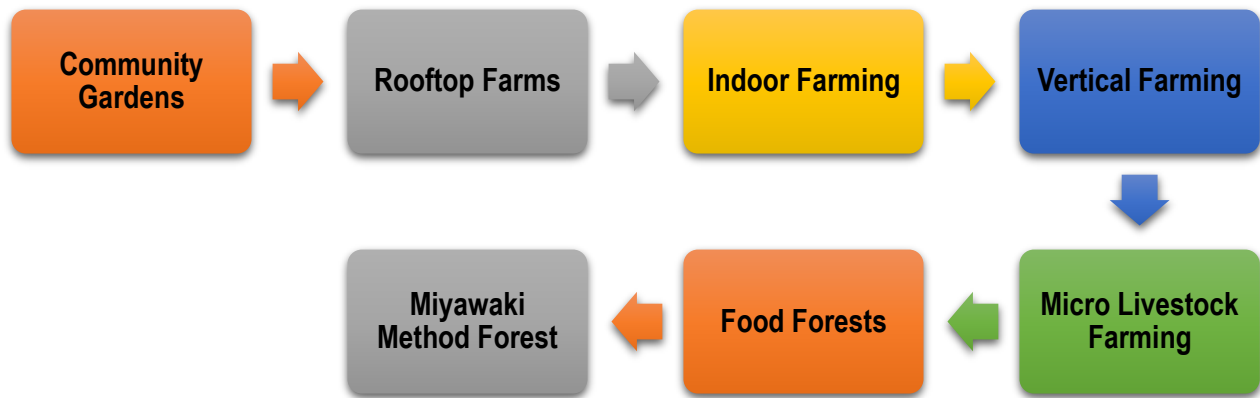 Community
Gardens
Rooftop Farms
Indoor Farming
Vertical Farming
Micro Livestock
Farming
Food Forests
Miyawaki
Method Forest